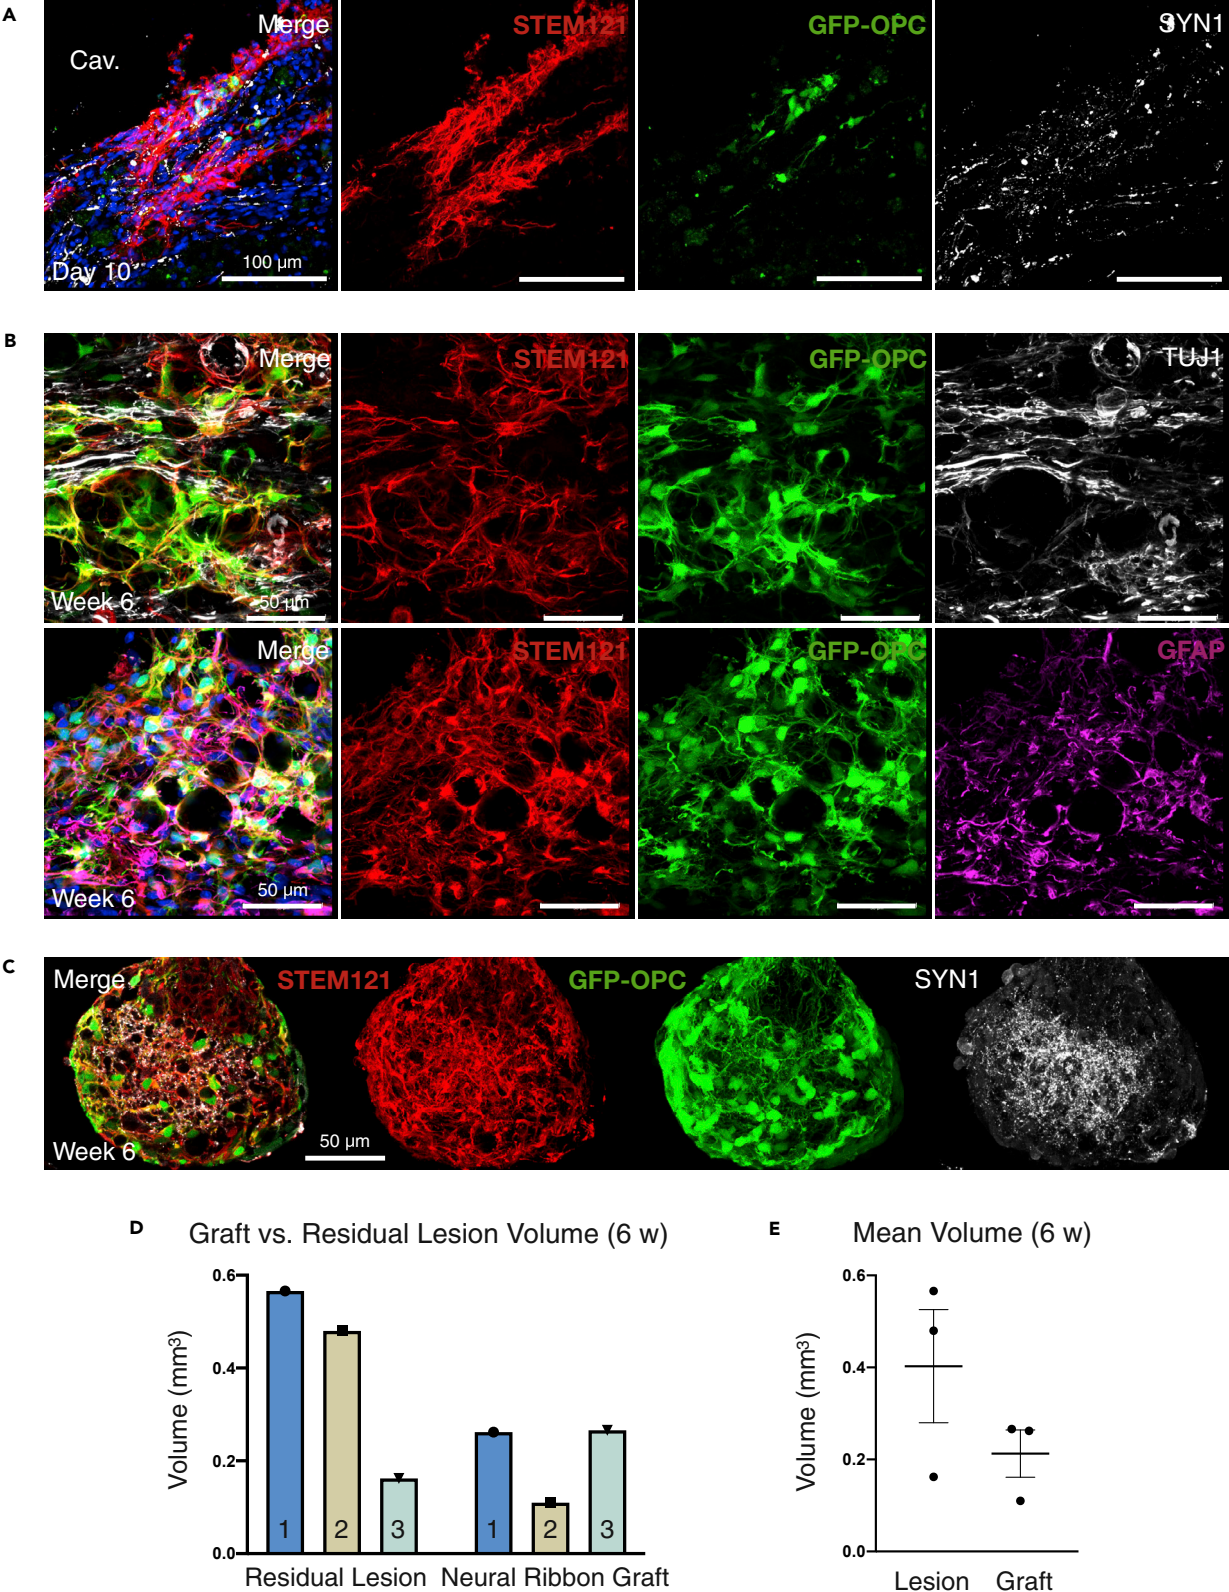 A
Merge STEM121 GFP-OPC SYN1
Cav.
Day 10 100 µm
B
Merge STEM121 GFP-OPC TUJ1
Week 6 50 µm
Merge STEM121 GFP-OPC GFAP
Week 6 50 µm
C
Merge STEM121 GFP-OPC SYN1
Week 6 50 µm
D Graft vs. Residual Lesion Volume (6 w)
Volume (mm³)
0.6
0.4
0.2
0.0
1 2 3 1 2 3
Residual Lesion Neural Ribbon Graft
E Mean Volume (6 w)
Volume (mm³)
0.6
0.4
0.2
0.0
Lesion Graft